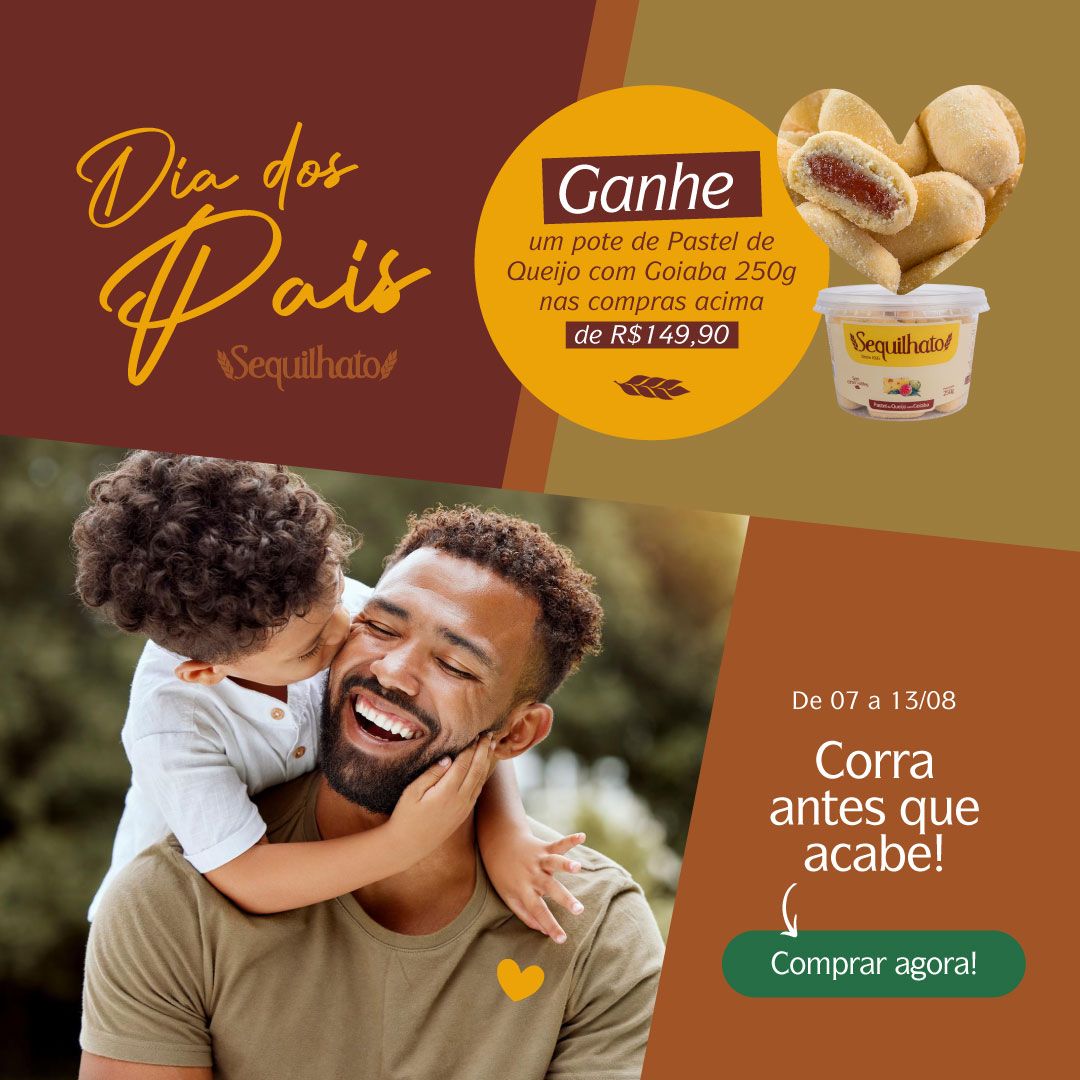 Dia dos
Pais
Sequilhato
Ganhe
um pote de Pastel de
Queijo com Goiaba 250g
nas compras acima
de R$149,90
Sequilhato
Pastel de Queijo com Goiaba
250g
De 07 a 13/08
Corra
antes que
acabe!
Comprar agora!